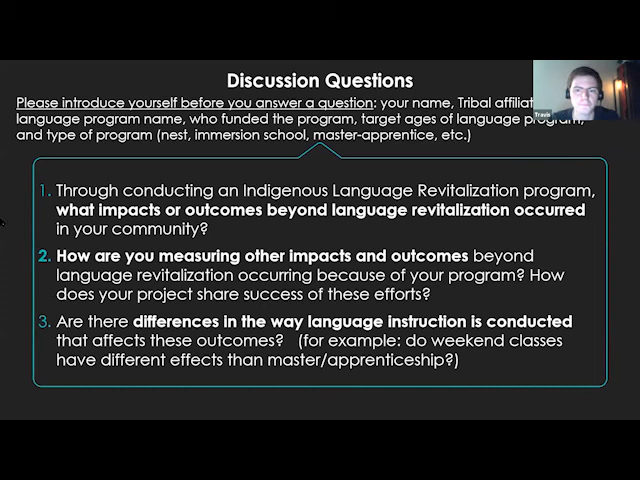 Discussion Questions
Please introduce yourself before you answer a question: your name, Tribal affiliat
language program name, who funded the program, target ages of language program,
and type of program (nest, immersion school, master-apprentice, etc.)
1. Through conducting an Indigenous Language Revitalization program,
what impacts or outcomes beyond language revitalization occurred
in your community?
2. How are you measuring other impacts and outcomes beyond
language revitalization occurring because of your program? How
does your project share success of these efforts?
3. Are there differences in the way language instruction is conducted
that affects these outcomes? (for example: do weekend classes
have different effects than master/apprenticeship?)
Travis